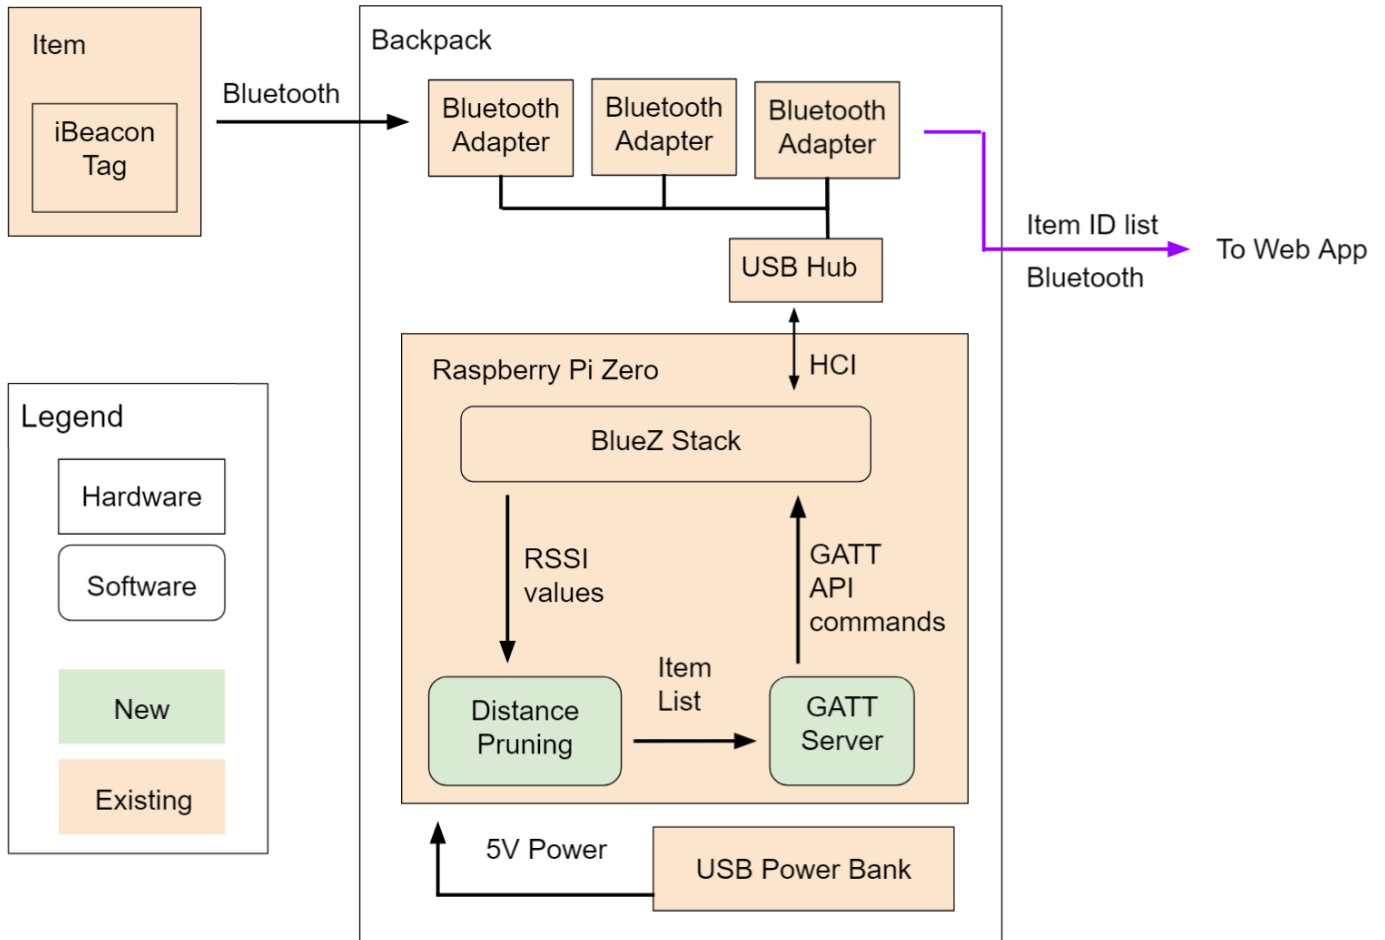 Item
iBeacon
Tag
Bluetooth
Backpack
Bluetooth
Adapter
Bluetooth
Adapter
Bluetooth
Adapter
USB Hub
Item ID list
Bluetooth
To Web App
HCI
Raspberry Pi Zero
BlueZ Stack
RSSI
values
GATT
API
commands
Distance
Pruning
Item
List
GATT
Server
5V Power
USB Power Bank
Legend
Hardware
Software
New
Existing